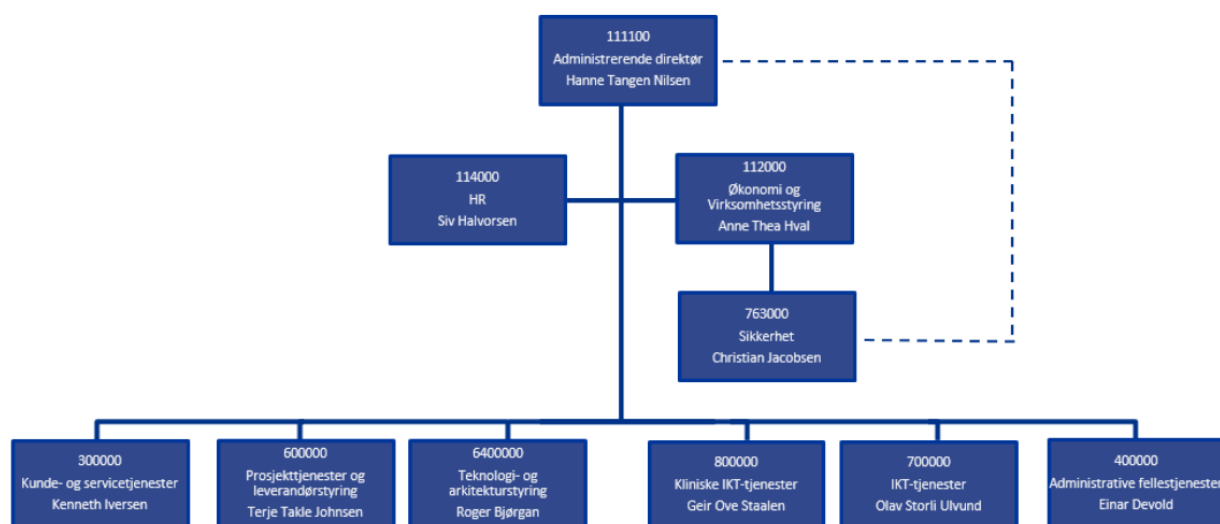 111100
Administrerende direktør
Hanne Tangen Nilsen
114000
HR
Siv Halvorsen
112000
Økonomi og
Virksomhetsstyring
Anne Thea Hval
763000
Sikkerhet
Christian Jacobsen
300000
Kunde- og servicetjenester
Kenneth Iversen
600000
Prosjekttjenester og
leverandørstyring
Terje Takle Johnsen
6400000
Teknologi- og
arkitekturstyring
Roger Bjørgan
800000
Kliniske IKT-tjenester
Geir Ove Staalen
700000
IKT-tjenester
Olav Storli Ulvund
400000
Administrative fellestjenester
Einar Devold